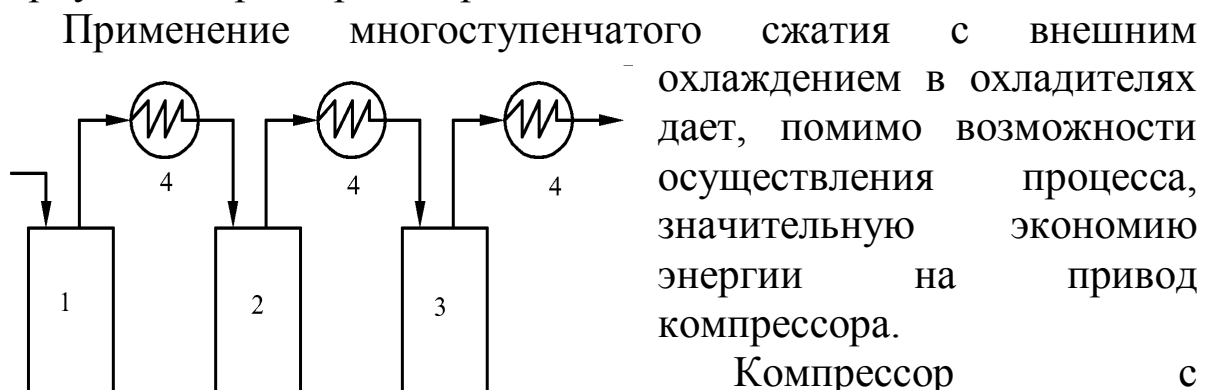 Применение многоступенчатого сжатия с внешним
охлаждением в охладителях
дает, помимо возможности
осуществления процесса,
значительную экономию
энергии на привод
компрессора.
Компрессор с
4 4 4
1 2 3